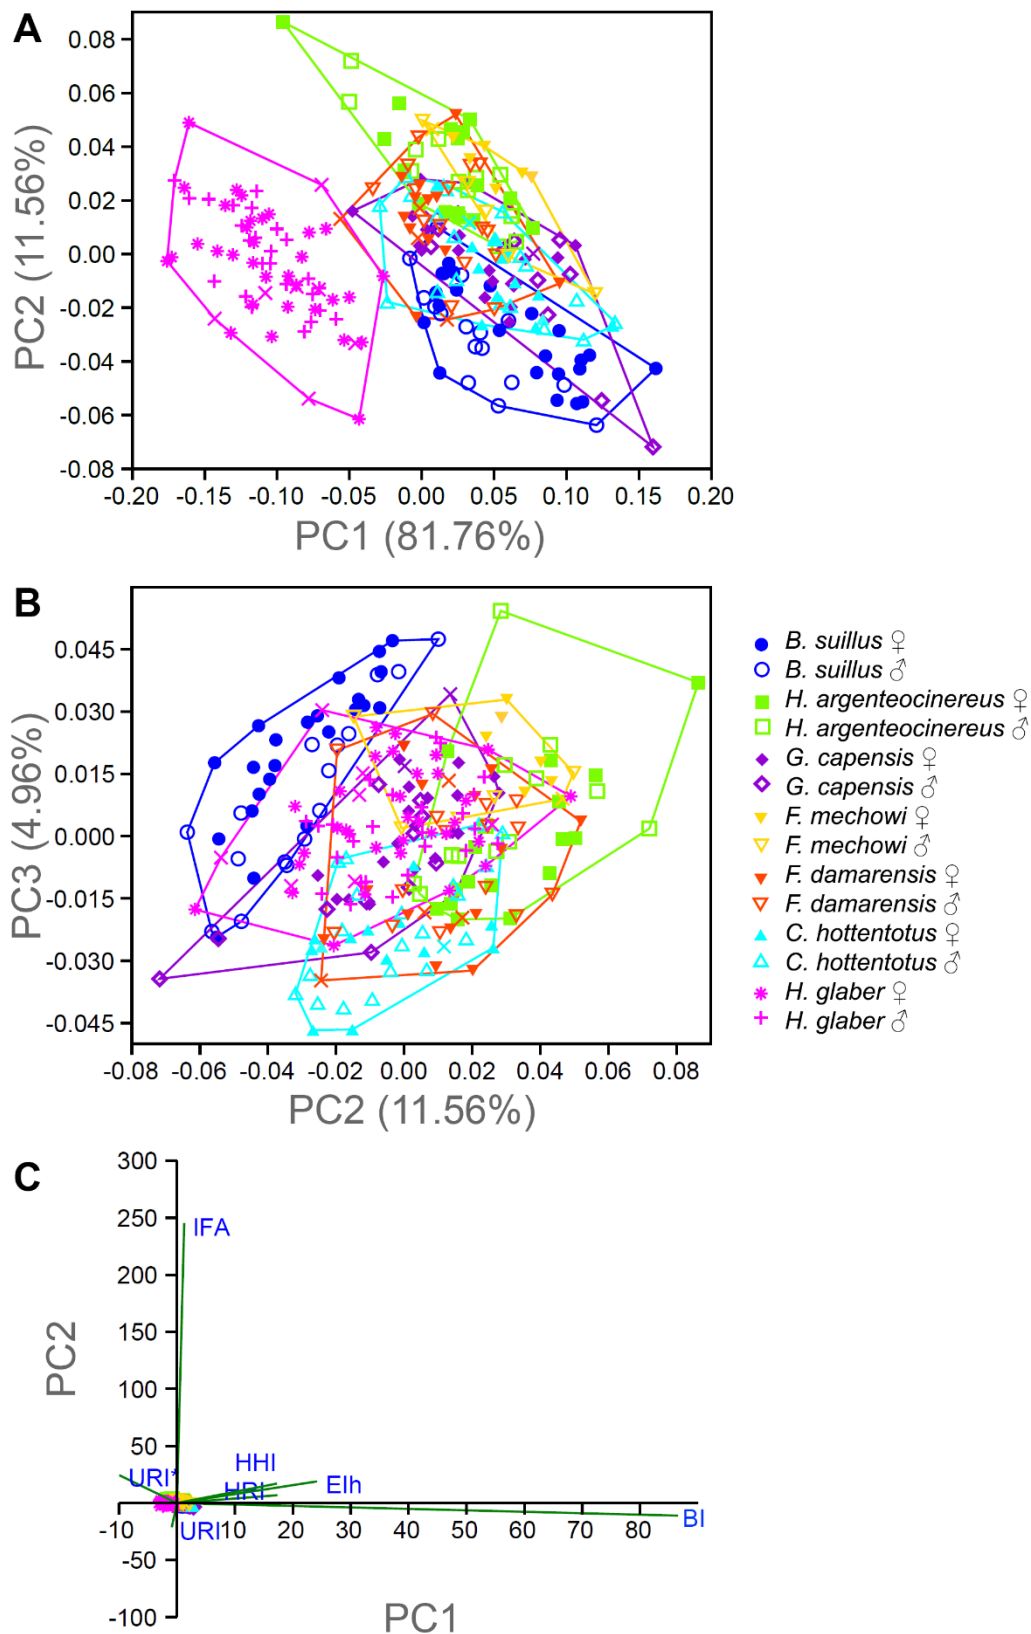 A
0.08
0.06
0.04
0.02
0.00
-0.02
-0.04
-0.06
-0.08
PC2 (11.56%)
-0.20 -0.15 -0.10 -0.05 0.00 0.05 0.10 0.15 0.20
PC1 (81.76%)
B
0.045
0.030
0.015
0.000
-0.015
-0.030
-0.045
PC3 (4.96%)
-0.08 -0.06 -0.04 -0.02 0.00 0.02 0.04 0.06 0.08
PC2 (11.56%)
B. suillus ♀
B. suillus ♂
H. argenteocinereus ♀
H. argenteocinereus ♂
G. capensis ♀
G. capensis ♂
F. mechowi ♀
F. mechowi ♂
F. damarensis ♀
F. damarensis ♂
C. hottentotus ♀
C. hottentotus ♂
H. glaber ♀
H. glaber ♂
C
300
250
200
150
100
50
-50
-100
PC2
IFA
HHI
URI*
HRI
Elh
URI
BI
-10 10 20 30 40 50 60 70 80
PC1